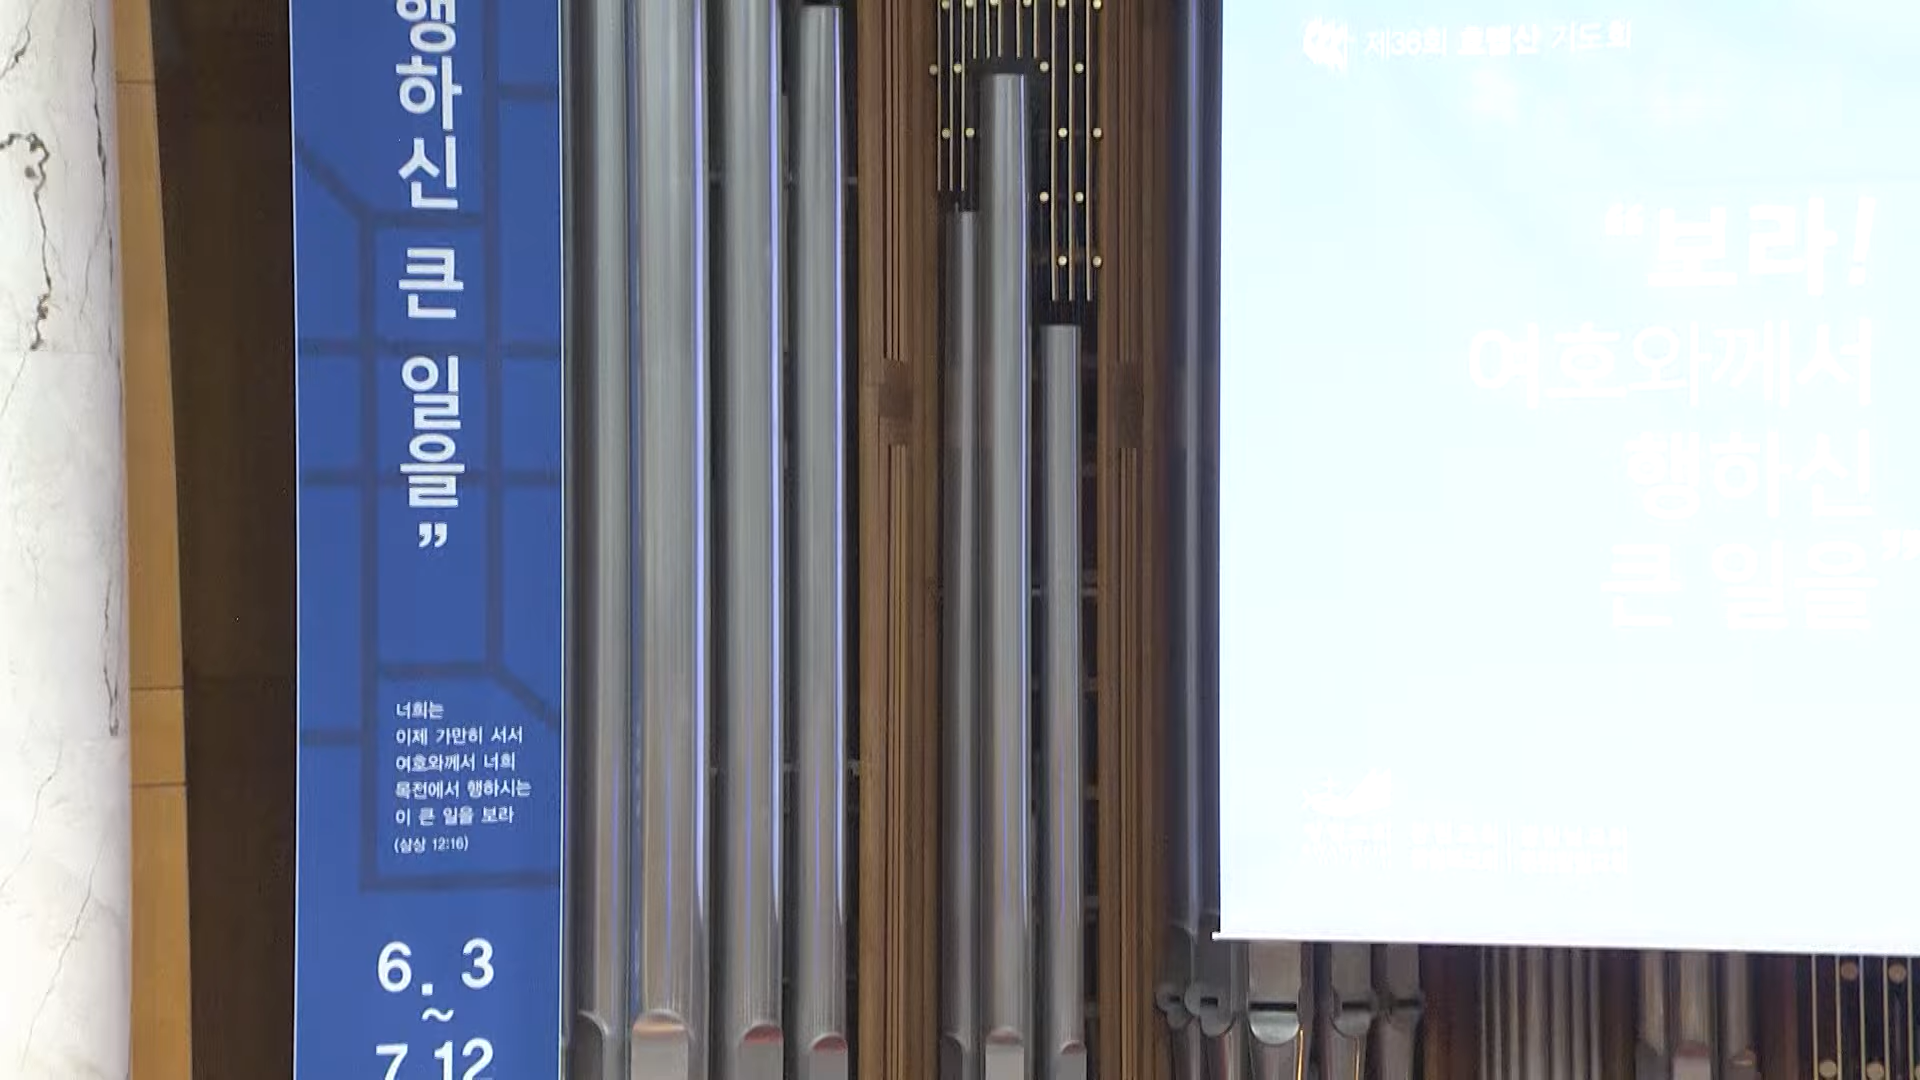 행하신 큰 일을”
너희는
이제 가만히 서서
여호와께서 너희
목전에서 행하시는
이 큰 일을 보라
(삼상 12:16)
6. 3
~
7.12
제36회 호렙산 기도회
“보라!
여호와께서
행하신
큰 일을”